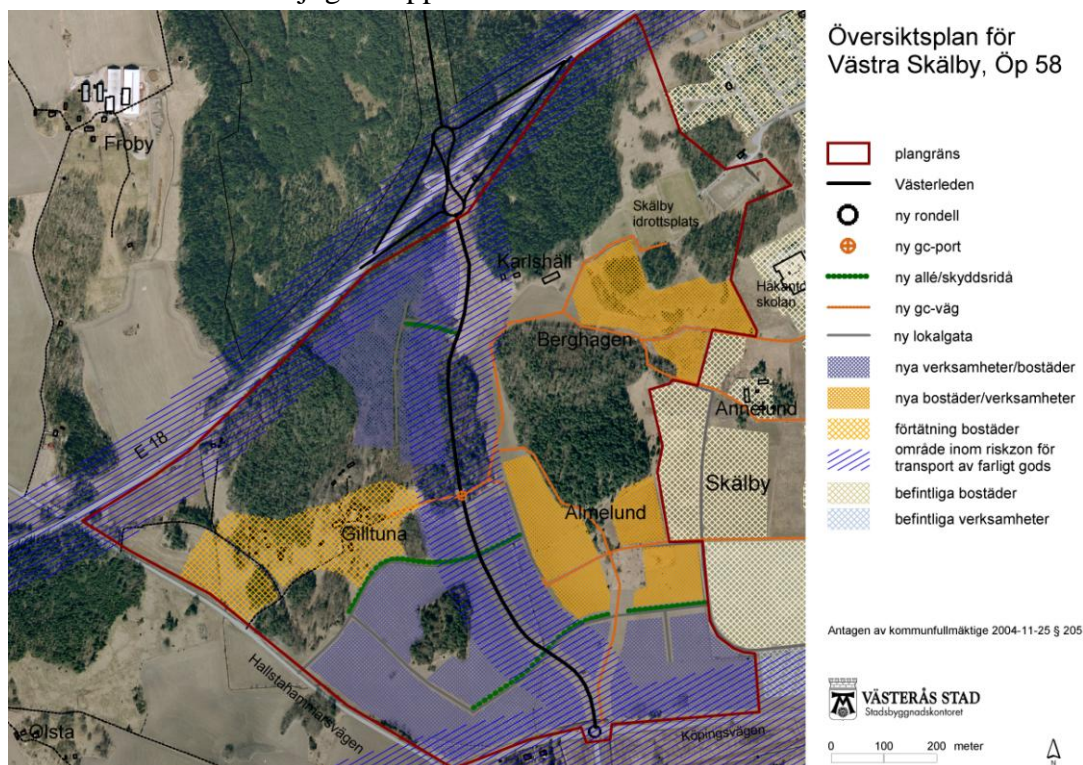 Översiktsplan för
Västra Skälby, Öp 58
plangräns
Västerleden
ny rondell
ny gc-port
ny allé/skyddsridå
ny gc-väg
ny lokalgata
nya verksamheter/bostäder
nya bostäder/verksamheter
förtätning bostäder
område inom riskzon för
transport av farligt gods
befintliga bostäder
befintliga verksamheter
Antagen av kommunfullmäktige 2004-11-25 § 205
VÄSTERÅS STAD
Stadsbyggnadskontoret
0 100 200 meter
N
Froby
Skälby
idrottsplats
Karlshäll
skolan
Berghagen
Annelund
E 18
Skälby
Gilltuna
Älmelund
Hallstahammarsvägen
Ölsta
Köpingsvägen